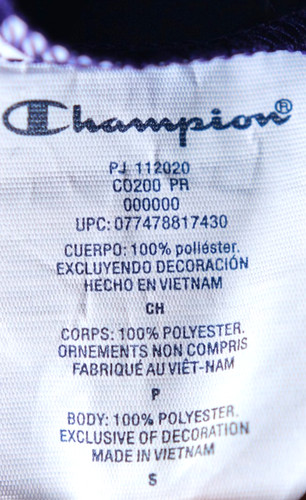 Champion®
PJ 112020
CO200 PR
000000
UPC: 077478817430
CUERPO: 100% poliéster.
EXCLUYENDO DECORACIÓN
HECHO EN VIETNAM
CH
CORPS: 100% POLYESTER.
ORNEMENTS NON COMPRIS
FABRIQUÉ AU VIÊT-NAM
P
BODY: 100% POLYESTER.
EXCLUSIVE OF DECORATION
MADE IN VIETNAM
S